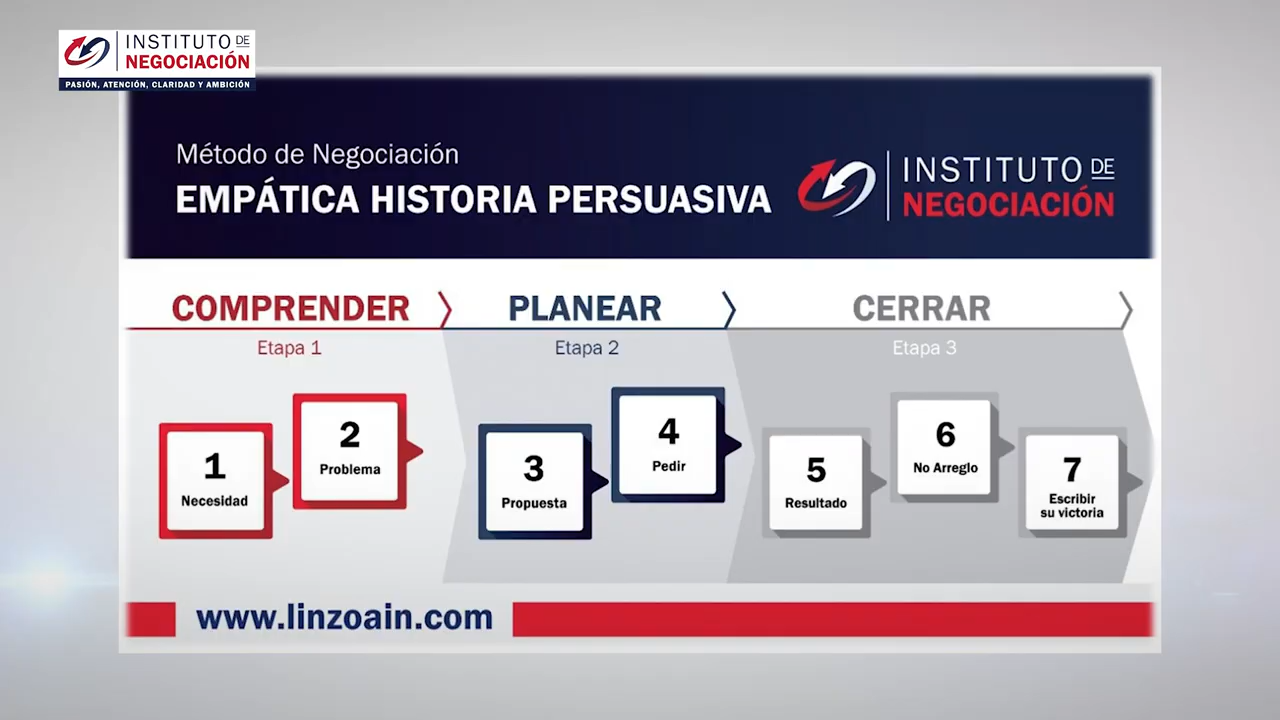 INSTITUTO DE
NEGOCIACIÓN
PASIÓN, ATENCIÓN, CLARIDAD Y AMBICIÓN
Método de Negociación
EMPÁTICA HISTORIA PERSUASIVA
INSTITUTO DE
NEGOCIACIÓN
COMPRENDER
Etapa 1
PLANEAR
Etapa 2
CERRAR
Etapa 3
1
Necesidad
2
Problema
3
Propuesta
4
Pedir
5
Resultado
6
No Arreglo
7
Escribir
su victoria
www.linzoain.com